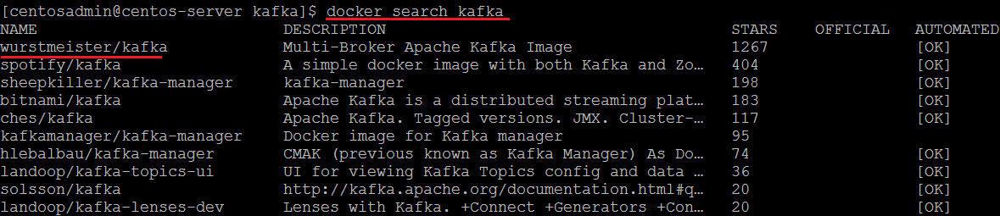 [centosadmin@centos-server kafka]$ docker search kafka
NAME DESCRIPTION STARS OFFICIAL AUTOMATED
wurstmeister/kafka Multi-Broker Apache Kafka Image 1267 [OK]
spotify/kafka A simple docker image with both Kafka and Zo… 404 [OK]
sheepkiller/kafka-manager kafka-manager 198 [OK]
bitnami/kafka Apache Kafka is a distributed streaming plat… 183 [OK]
ches/kafka Apache Kafka. Tagged versions. JMX. Cluster-… 117 [OK]
kafkamanager/kafka-manager Docker image for Kafka manager 95
hlebalbau/kafka-manager CMAK (previous known as Kafka Manager) As Do… 74 [OK]
landoop/kafka-topics-ui UI for viewing Kafka Topics config and data … 36 [OK]
solsson/kafka http://kafka.apache.org/documentation.html#q… 20 [OK]
landoop/kafka-lenses-dev Lenses with Kafka. +Connect +Generators +Con… 20 [OK]